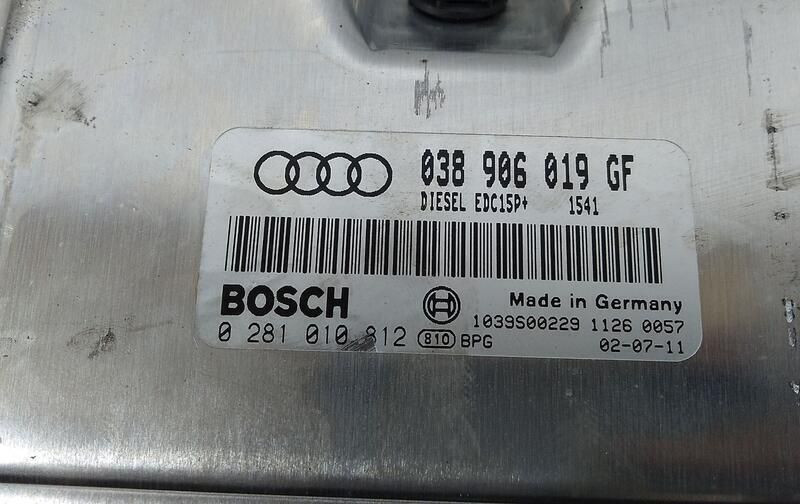 038 906 019 GF
DIESEL EDC15P+ 1541
BOSCH
Made in Germany
0 281 010 812
810 BPG
1039S00229 1126 0057
02-07-11